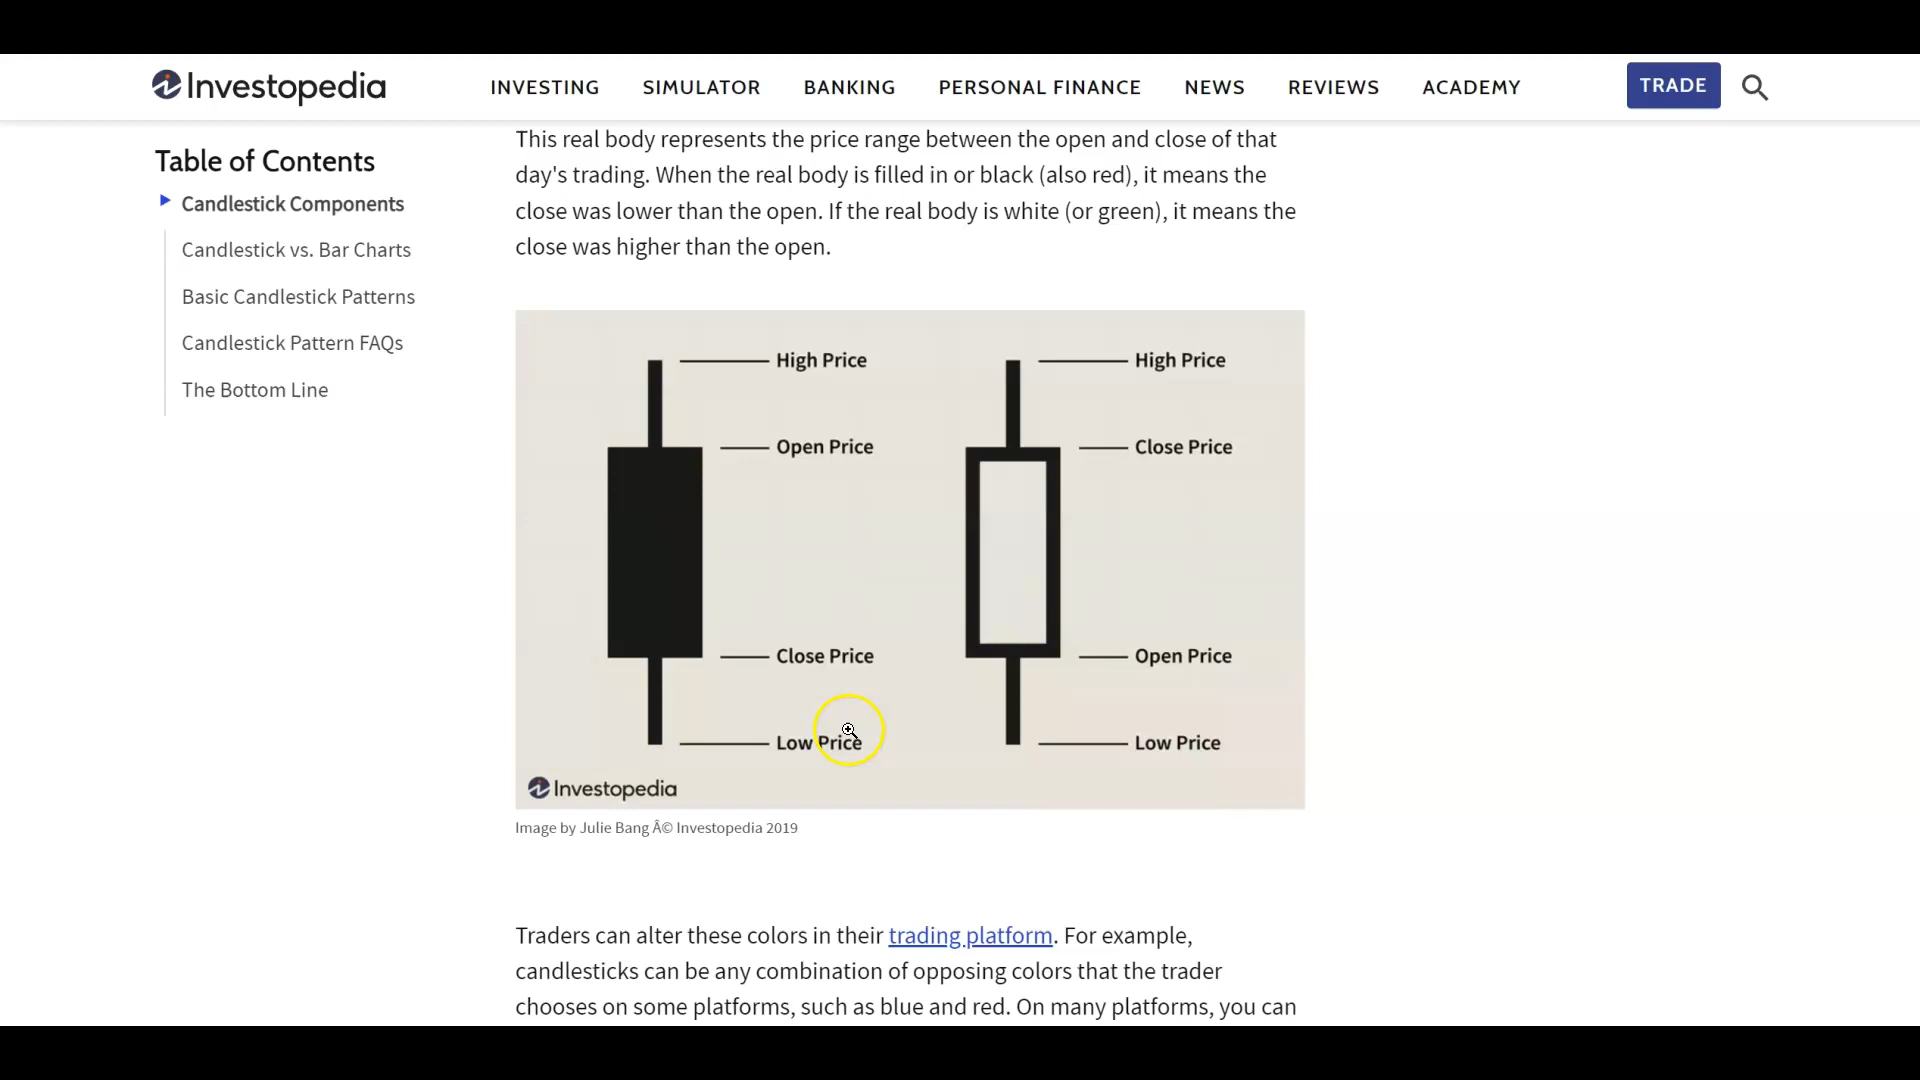 Investopedia
INVESTING SIMULATOR BANKING PERSONAL FINANCE NEWS REVIEWS ACADEMY TRADE
Table of Contents
Candlestick Components
Candlestick vs. Bar Charts
Basic Candlestick Patterns
Candlestick Pattern FAQs
The Bottom Line
This real body represents the price range between the open and close of that
day's trading. When the real body is filled in or black (also red), it means the
close was lower than the open. If the real body is white (or green), it means the
close was higher than the open.
High Price
Open Price
Close Price
Low Price
High Price
Close Price
Open Price
Low Price
Investopedia
Image by Julie Bang Â© Investopedia 2019
Traders can alter these colors in their trading platform. For example,
candlesticks can be any combination of opposing colors that the trader
chooses on some platforms, such as blue and red. On many platforms, you can